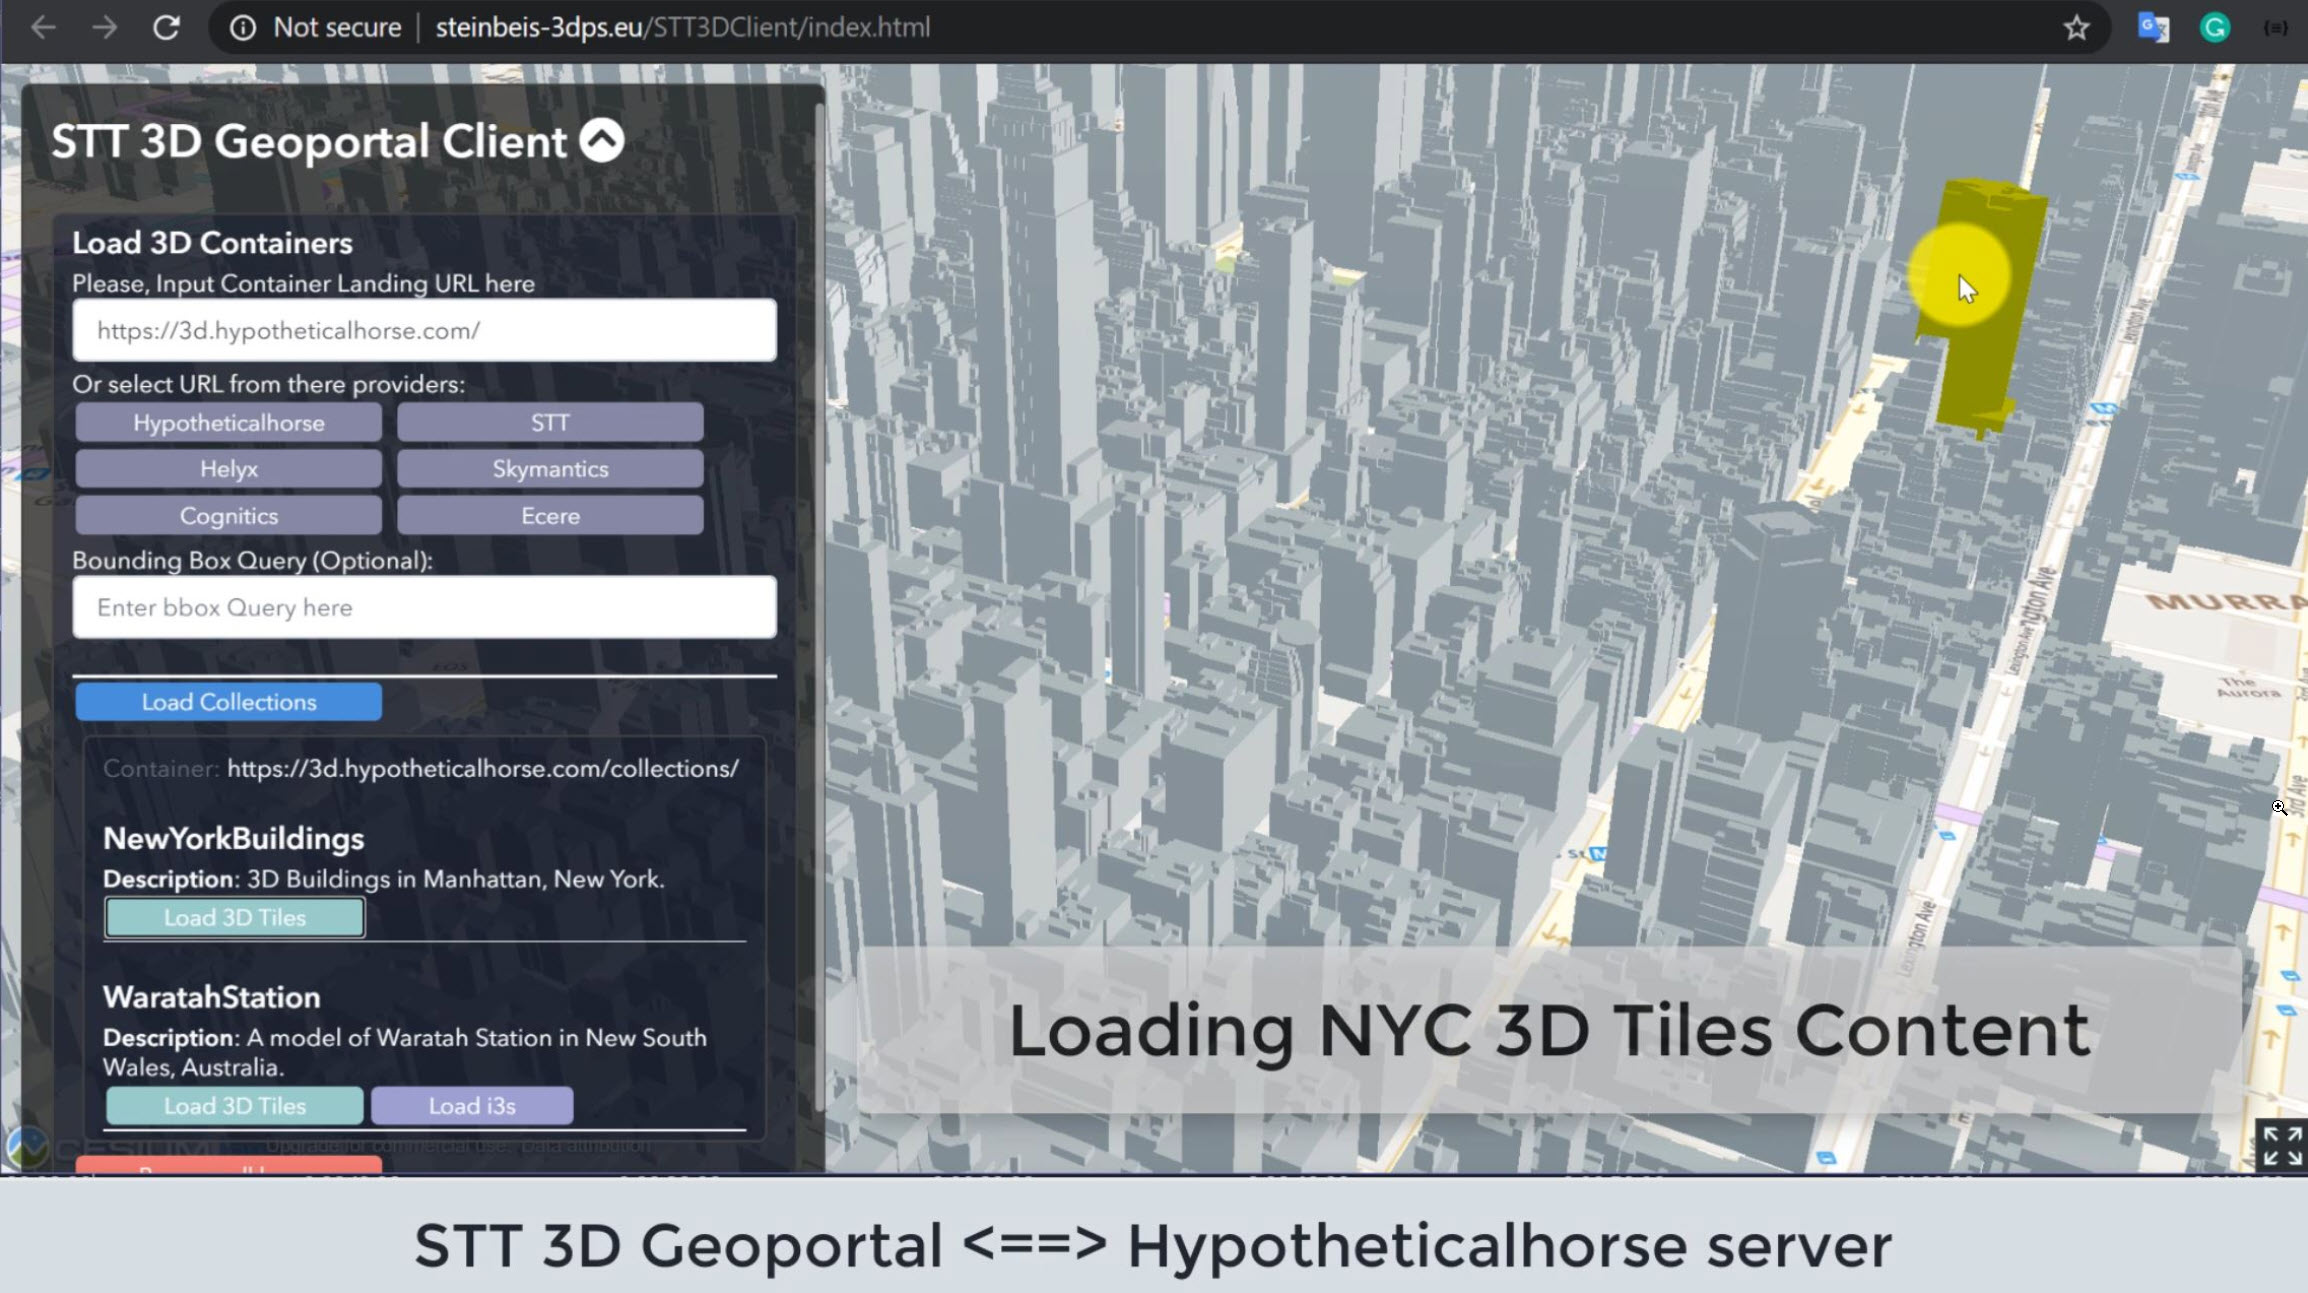 Not secure | steinbeis-3dps.eu/STT3DClient/index.html
STT 3D Geoportal Client
Load 3D Containers
Please, Input Container Landing URL here
https://3d.hypotheticalhorse.com/
Or select URL from there providers:
Hypotheticalhorse STT
Helyx Skymantics
Cognitics Ecere
Bounding Box Query (Optional):
Enter bbox Query here
Load Collections
Container: https://3d.hypotheticalhorse.com/collections/
NewYorkBuildings
Description: 3D Buildings in Manhattan, New York.
Load 3D Tiles
WaratahStation
Description: A model of Waratah Station in New South
Wales, Australia.
Load 3D Tiles Load i3s
CESIUM Upgrade for commercial use. Data attribution
Lexington Ave
MURRA
The
Aurora
3rd Ave
Lexington Ave
Loading NYC 3D Tiles Content
STT 3D Geoportal <==> Hypotheticalhorse server